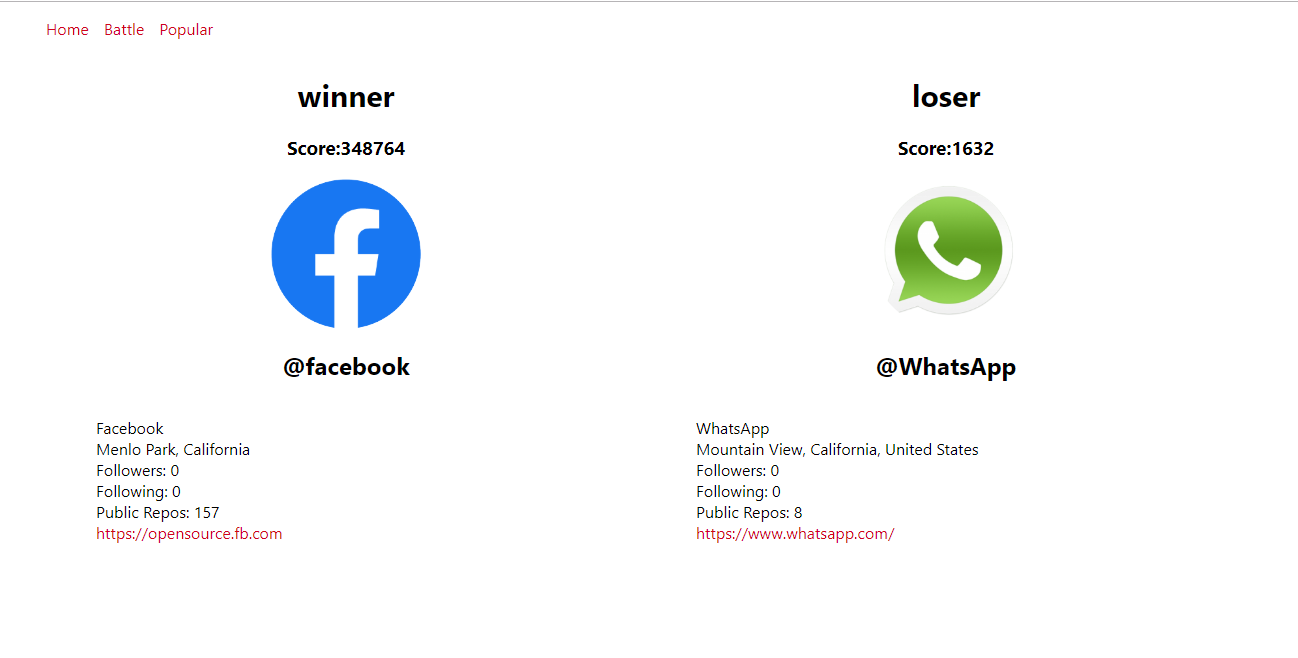 Home Battle Popular
winner
Score:348764
@facebook
Facebook
Menlo Park, California
Followers: 0
Following: 0
Public Repos: 157
https://opensource.fb.com
loser
Score:1632
@WhatsApp
WhatsApp
Mountain View, California, United States
Followers: 0
Following: 0
Public Repos: 8
https://www.whatsapp.com/